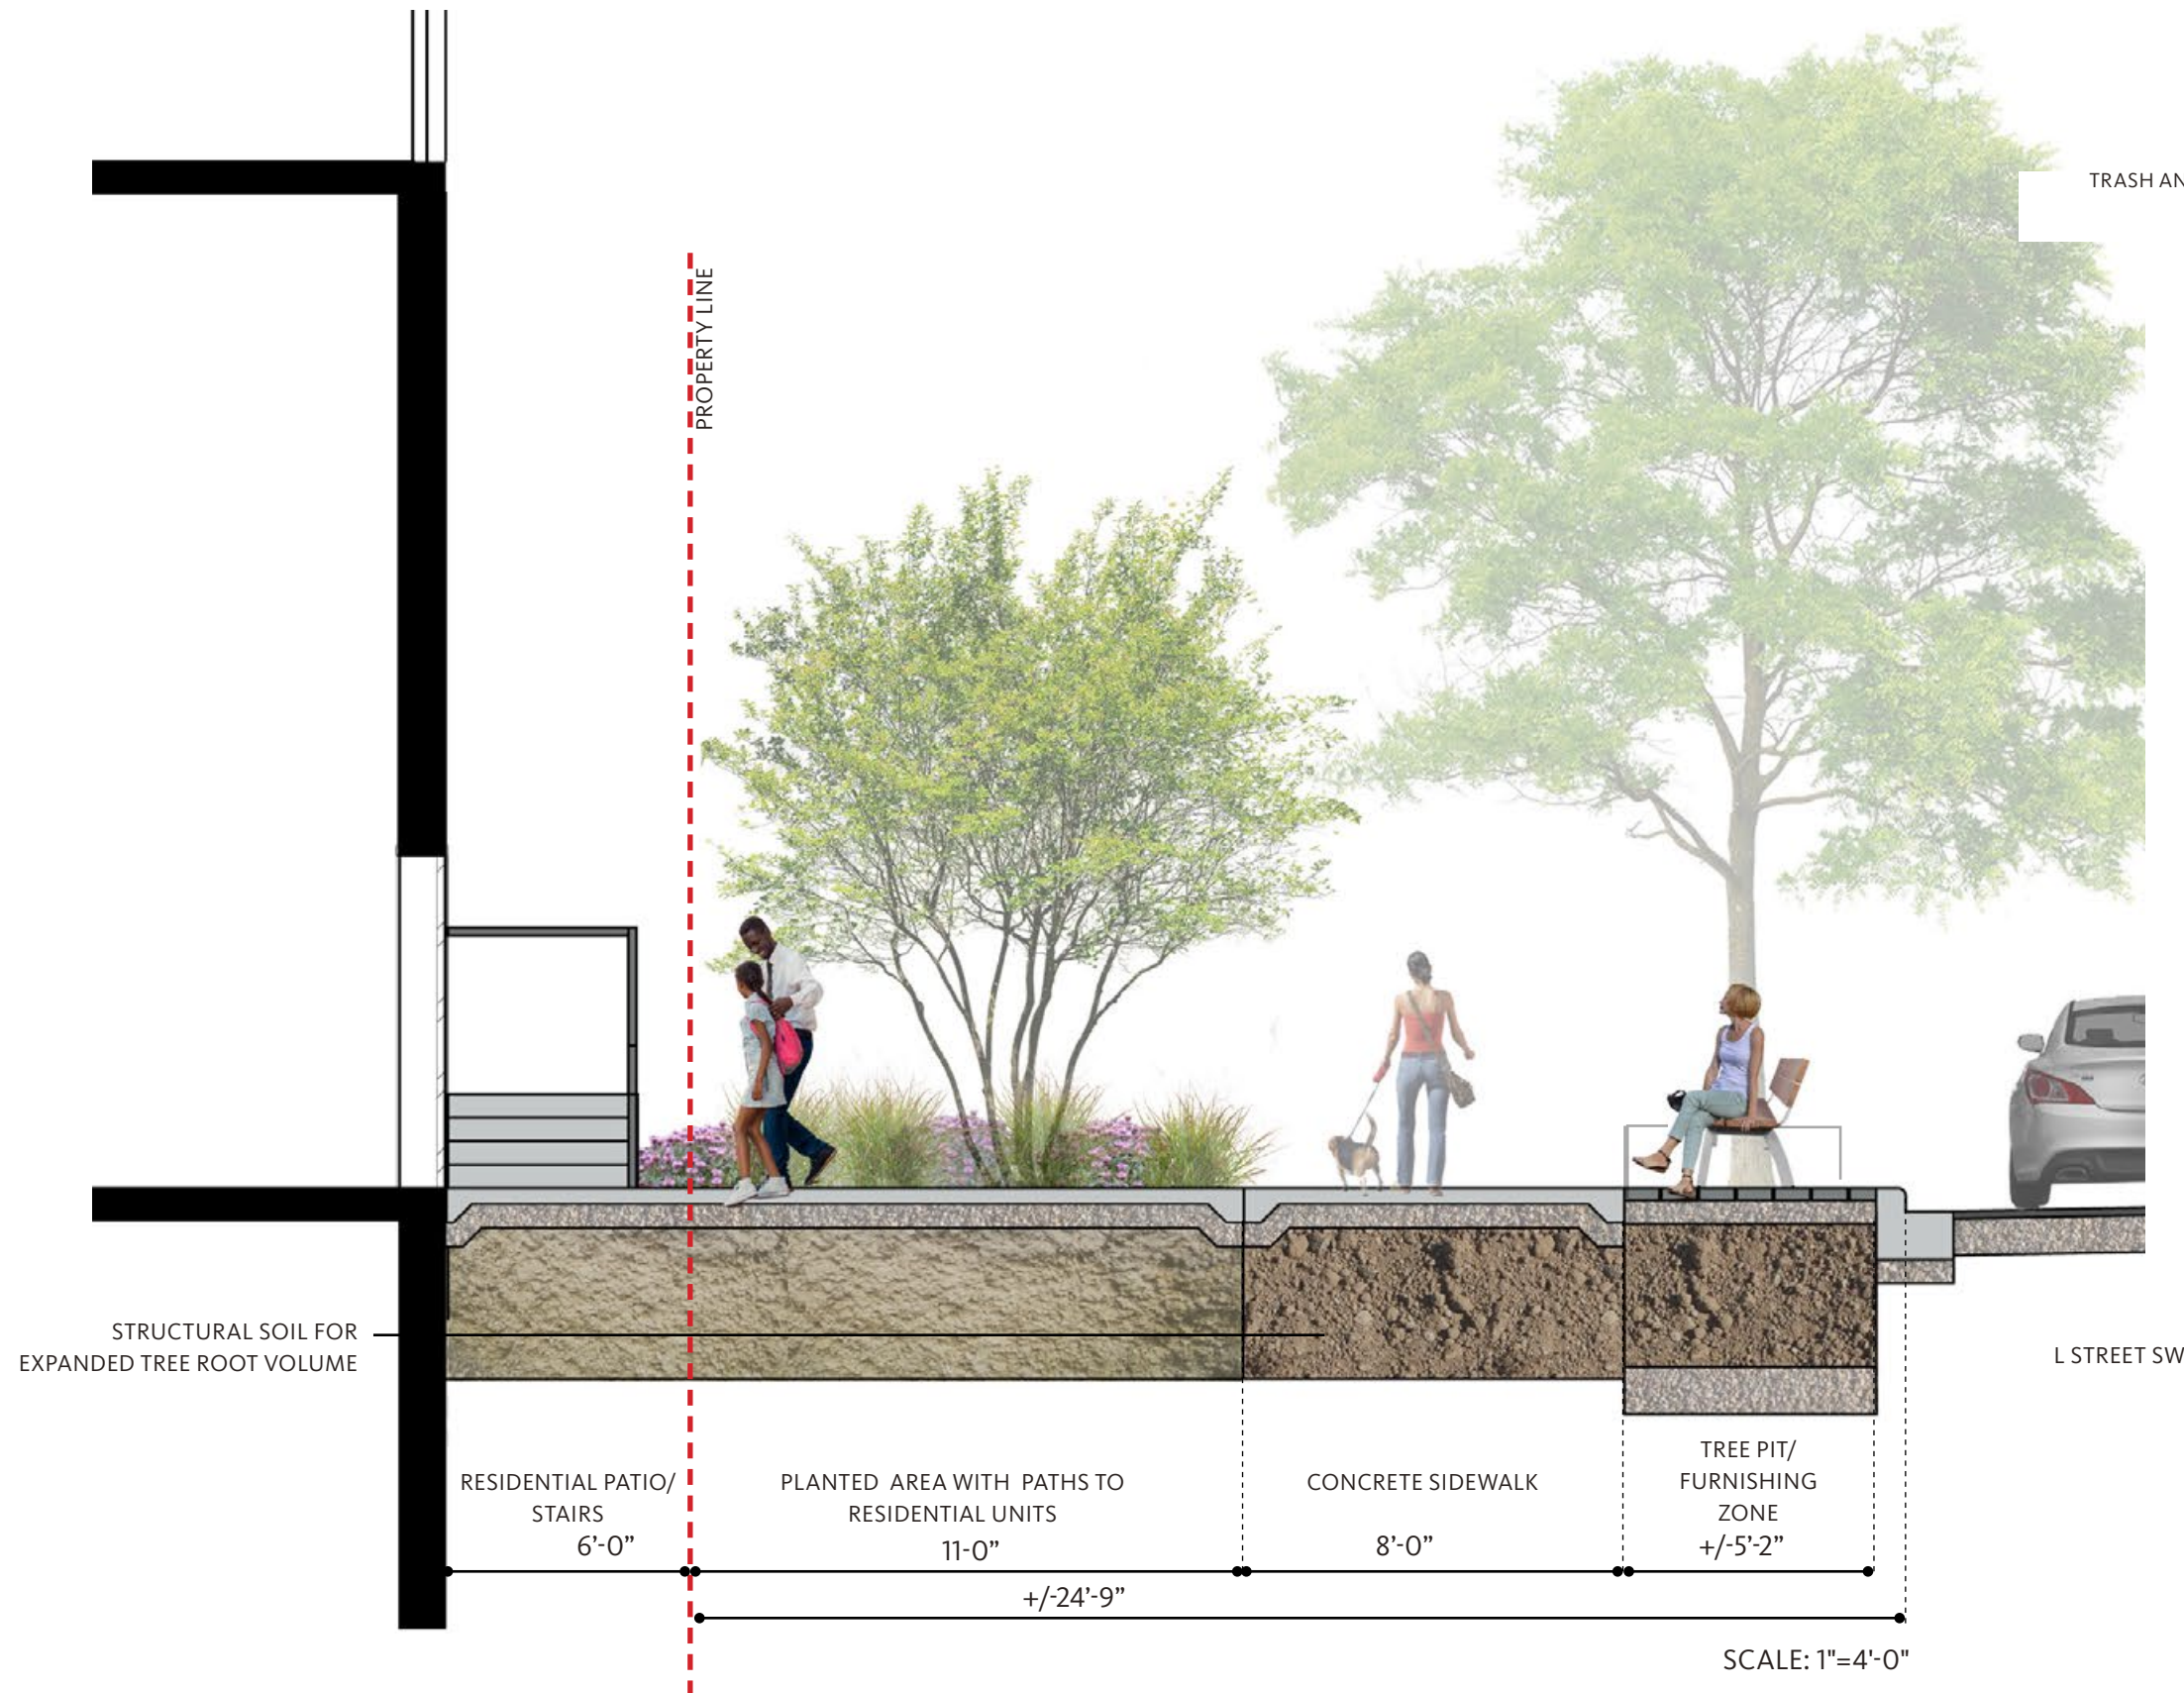 TRASH AN
PROPERTY LINE
STRUCTURAL SOIL FOR
EXPANDED TREE ROOT VOLUME
L STREET SW
RESIDENTIAL PATIO/
STAIRS
6’-0”
PLANTED AREA WITH PATHS TO
RESIDENTIAL UNITS
11-0”
CONCRETE SIDEWALK
8’-0”
TREE PIT/
FURNISHING
ZONE
+/-5’-2”
+/-24’-9”
SCALE: 1"=4'-0"